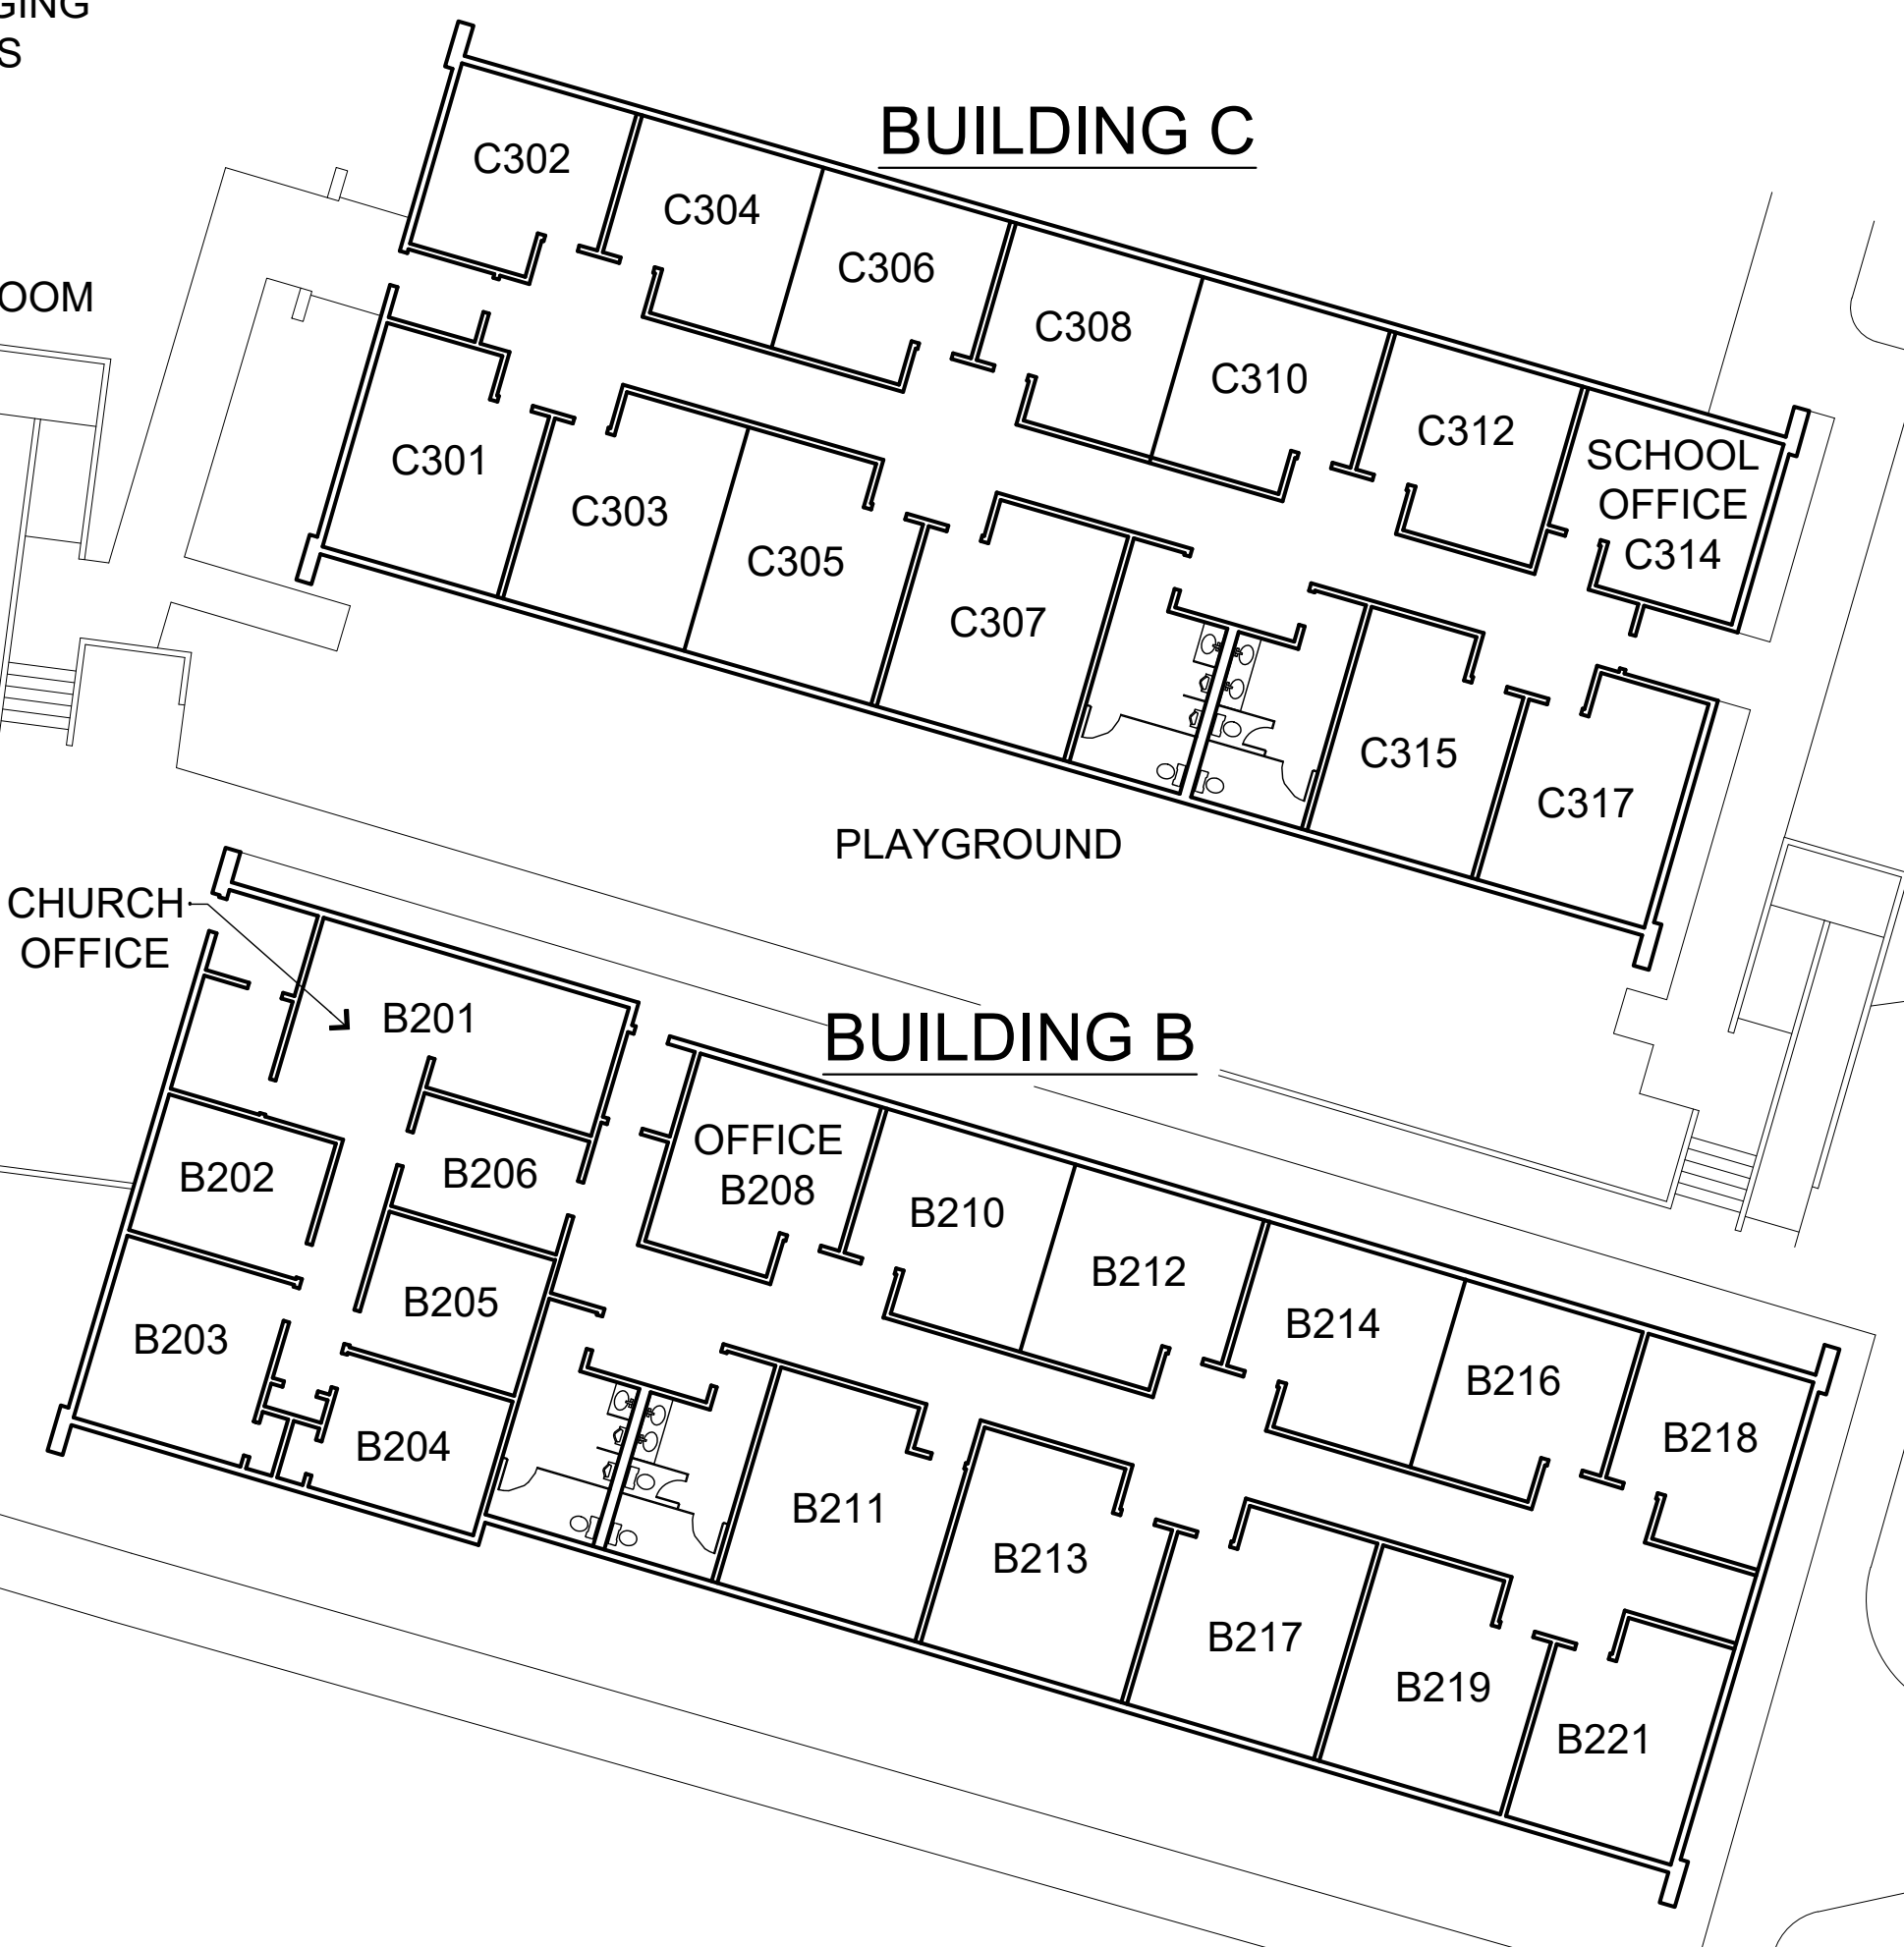 GING
S
OOM
BUILDING C
C302
C304
C306
C308
C310
C312
SCHOOL
OFFICE
C314
C301
C303
C305
C307
C315
C317
PLAYGROUND
CHURCH
OFFICE
BUILDING B
B201
B202
B206
OFFICE
B208
B210
B212
B214
B216
B218
B203
B205
B204
B211
B213
B217
B219
B221